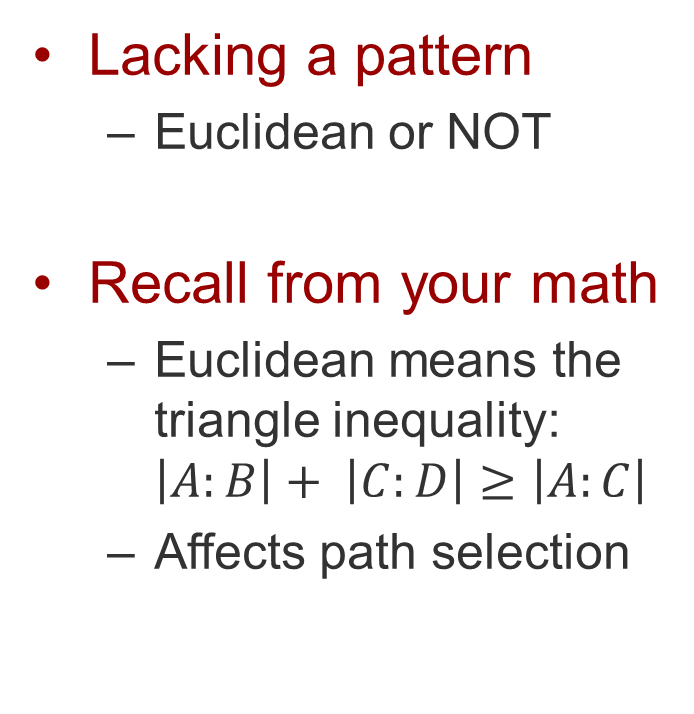 • Lacking a pattern
– Euclidean or NOT
• Recall from your math
– Euclidean means the
triangle inequality:
|A: B| + |C: D| ≥ |A: C|
– Affects path selection